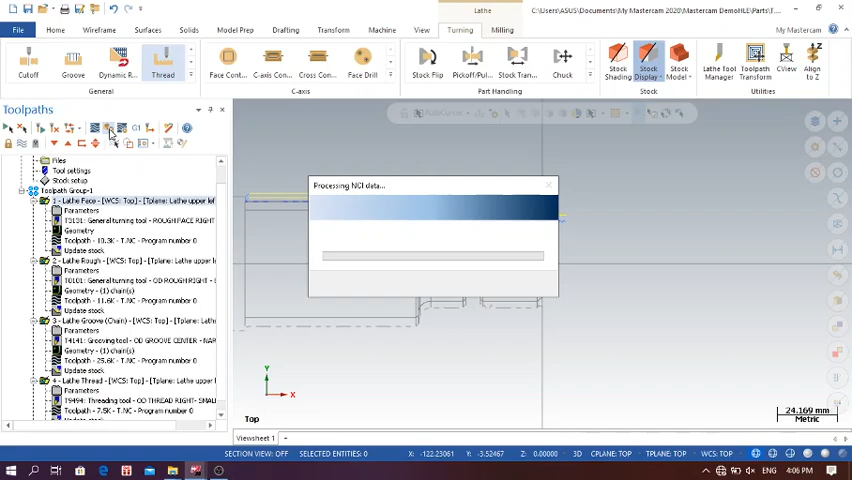 Lathe
C:\Users\ASUS\Documents\My Mastercam 2020\Mastercam Demo\ILE\Parts\T...
File Home Wireframe Surfaces Solids Model Prep Drafting Transform Machine View Turning Milling My Mastercam
Cutoff Groove Dynamic R... Thread Face Cont... C-axis Con... Cross Con... Face Drill Stock Flip Pickoff/Pul... Stock Tran... Chuck Stock Shading Stock Display Stock Model Lathe Tool Manager Toolpath Transform CView Align to Z
General C-axis Part Handling Stock Tools
Toolpaths
AutoCursor
G1
Files
Tool settings
Stock setup
Toolpath Group-1
1 - Lathe Face - [WCS: Top] - [Tplane: Lathe upper lef
Parameters
T3131: General turning tool - ROUGH FACE RIGHT
Geometry
Toolpath - 10.3K - T.NC - Program number 0
Update stock
2 - Lathe Rough - [WCS: Top] - [Tplane: Lathe upper l
Parameters
T0101: General turning tool - OD ROUGH RIGHT - 
Geometry - (1) chain(s)
Toolpath - 11.6K - T.NC - Program number 0
Update stock
3 - Lathe Groove (Chain) - [WCS: Top] - [Tplane: Lath
Parameters
T4141: Grooving tool - OD GROOVE CENTER - NAR
Geometry - (1) chain(s)
Toolpath - 25.6K - T.NC - Program number 0
Update stock
4 - Lathe Thread - [WCS: Top] - [Tplane: Lathe upper l
Parameters
T9494: Threading tool - OD THREAD RIGHT- SMAL
Toolpath - 7.5K - T.NC - Program number 0
Processing NCI data...
Y
X
Top
24.169 mm
Metric
Viewsheet 1
SECTION VIEW: OFF SELECTED ENTITIES: 0 X: -122.23061 Y: -3.52467 Z: 0.00000 3D CPLANE: TOP TPLANE: TOP WCS: TOP
ENG 4:06 PM